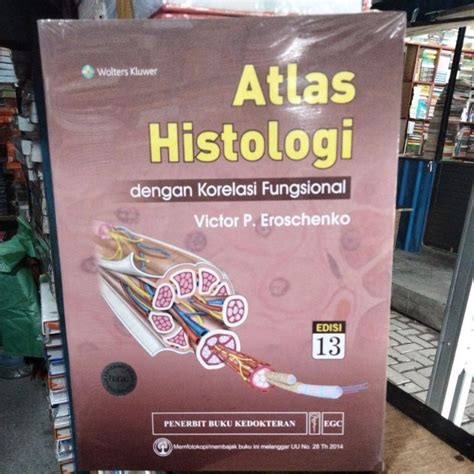 Wolters Kluwer
Atlas
Histologi
dengan Korelasi Fungsional
Victor P. Eroschenko
EDISI
13
EGC
PENERBIT BUKU KEDOKTERAN
EGC
Memfotokopi/membajak buku ini melanggar UU No. 28 Th 2014